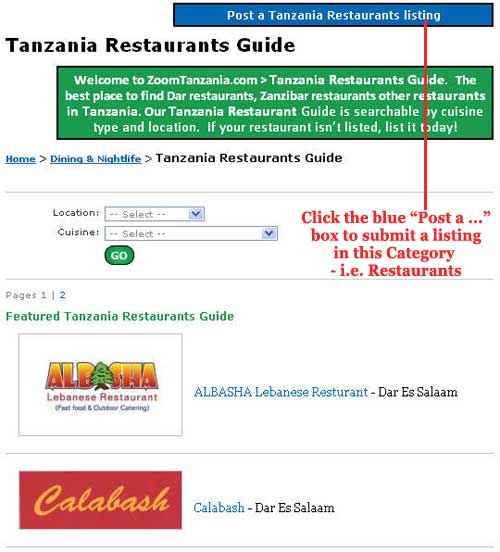 Post a Tanzania Restaurants listing
Tanzania Restaurants Guide
Welcome to ZoomTanzania.com > Tanzania Restaurants Guide. The
best place to find Dar restaurants, Zanzibar restaurants other restaurants
in Tanzania. Our Tanzania Restaurant Guide is searchable by cuisine
type and location. If your restaurant isn't listed, list it today!
Home > Dining & Nightlife > Tanzania Restaurants Guide
Location: -- Select --
Cuisine: -- Select --
GO
Click the blue “Post a ...”
box to submit a listing
in this Category
- i.e. Restaurants
Pages 1 | 2
Featured Tanzania Restaurants Guide
ALBASHA
Lebanese Restaurant
(Fast food & Outdoor Catering)
ALBASHA Lebanese Resturant - Dar Es Salaam
Calabash
Calabash - Dar Es Salaam